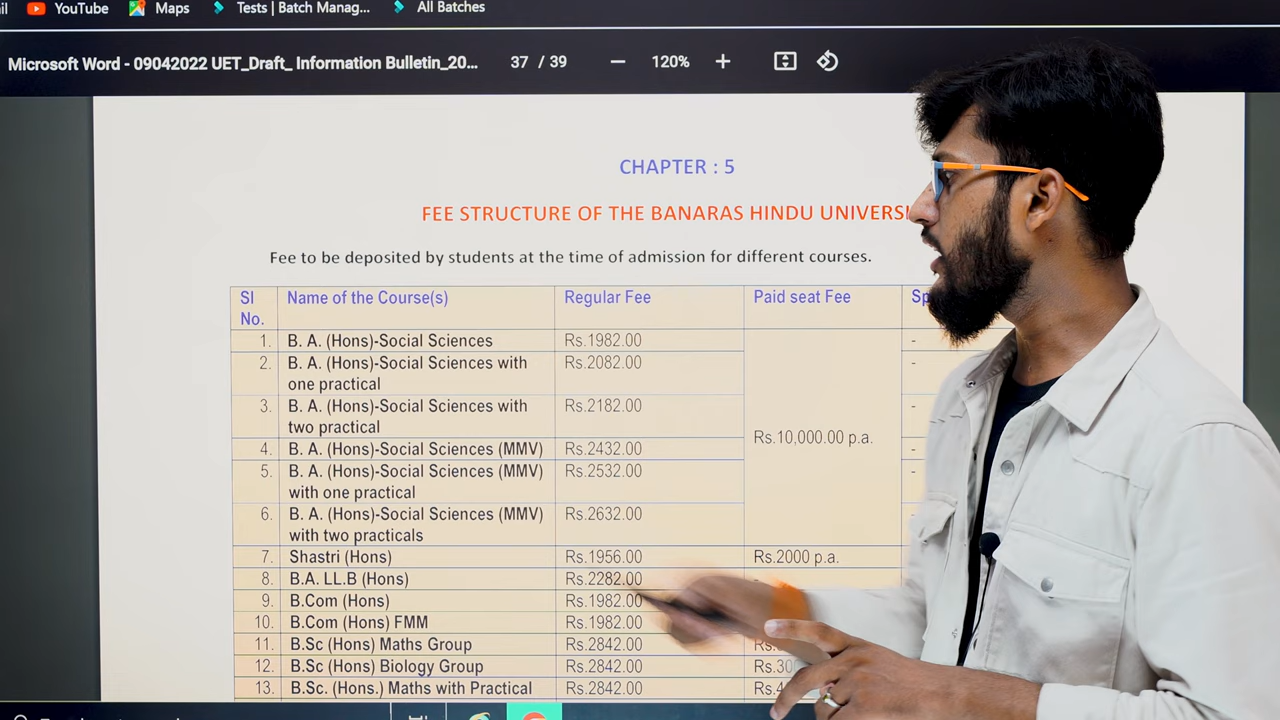 il YouTube Maps Tests | Batch Manag... All Batches
Microsoft Word - 09042022 UET_Draft_ Information Bulletin_20... 37 / 39 — 120% +
CHAPTER : 5
FEE STRUCTURE OF THE BANARAS HINDU UNIVERSI
Fee to be deposited by students at the time of admission for different courses.
Sl No. Name of the Course(s) Regular Fee Paid seat Fee Sp
1. B. A. (Hons)-Social Sciences Rs.1982.00 -
2. B. A. (Hons)-Social Sciences with Rs.2082.00 -
one practical
3. B. A. (Hons)-Social Sciences with Rs.2182.00 -
two practical
Rs.10,000.00 p.a.
4. B. A. (Hons)-Social Sciences (MMV) Rs.2432.00 -
5. B. A. (Hons)-Social Sciences (MMV) Rs.2532.00 -
with one practical
6. B. A. (Hons)-Social Sciences (MMV) Rs.2632.00 -
with two practicals
7. Shastri (Hons) Rs.1956.00 Rs.2000 p.a.
8. B.A. LL.B (Hons) Rs.2282.00 -
9. B.Com (Hons) Rs.1982.00
10. B.Com (Hons) FMM Rs.1982.00
11. B.Sc (Hons) Maths Group Rs.2842.00 Rs.
12. B.Sc (Hons) Biology Group Rs.2842.00 Rs.30
13. B.Sc. (Hons.) Maths with Practical Rs.2842.00 Rs.4